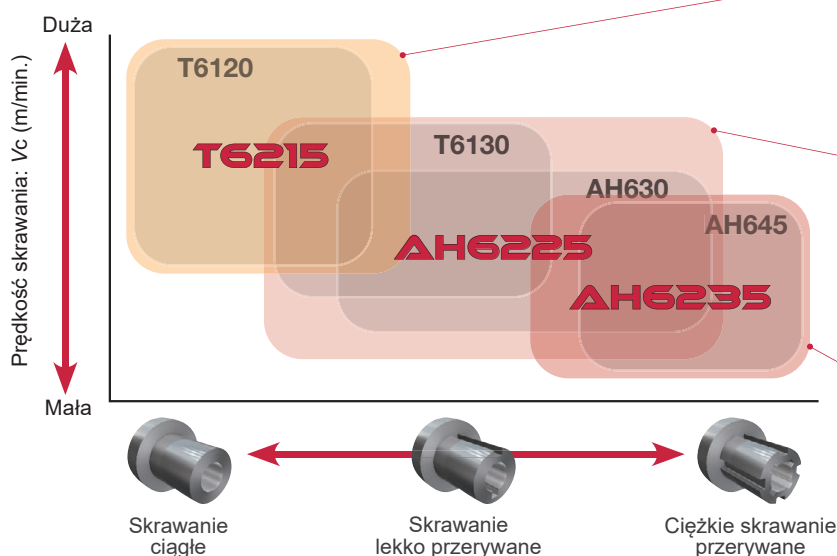 Duża
Prędkość skrawania: Vc (m/min.)
Mała
T6120
T6215
T6130
AH630
AH6225
AH645
AH6235
Skrawanie
ciągłe
Skrawanie
lekko przerywane
Ciężkie skrawanie
przerywane